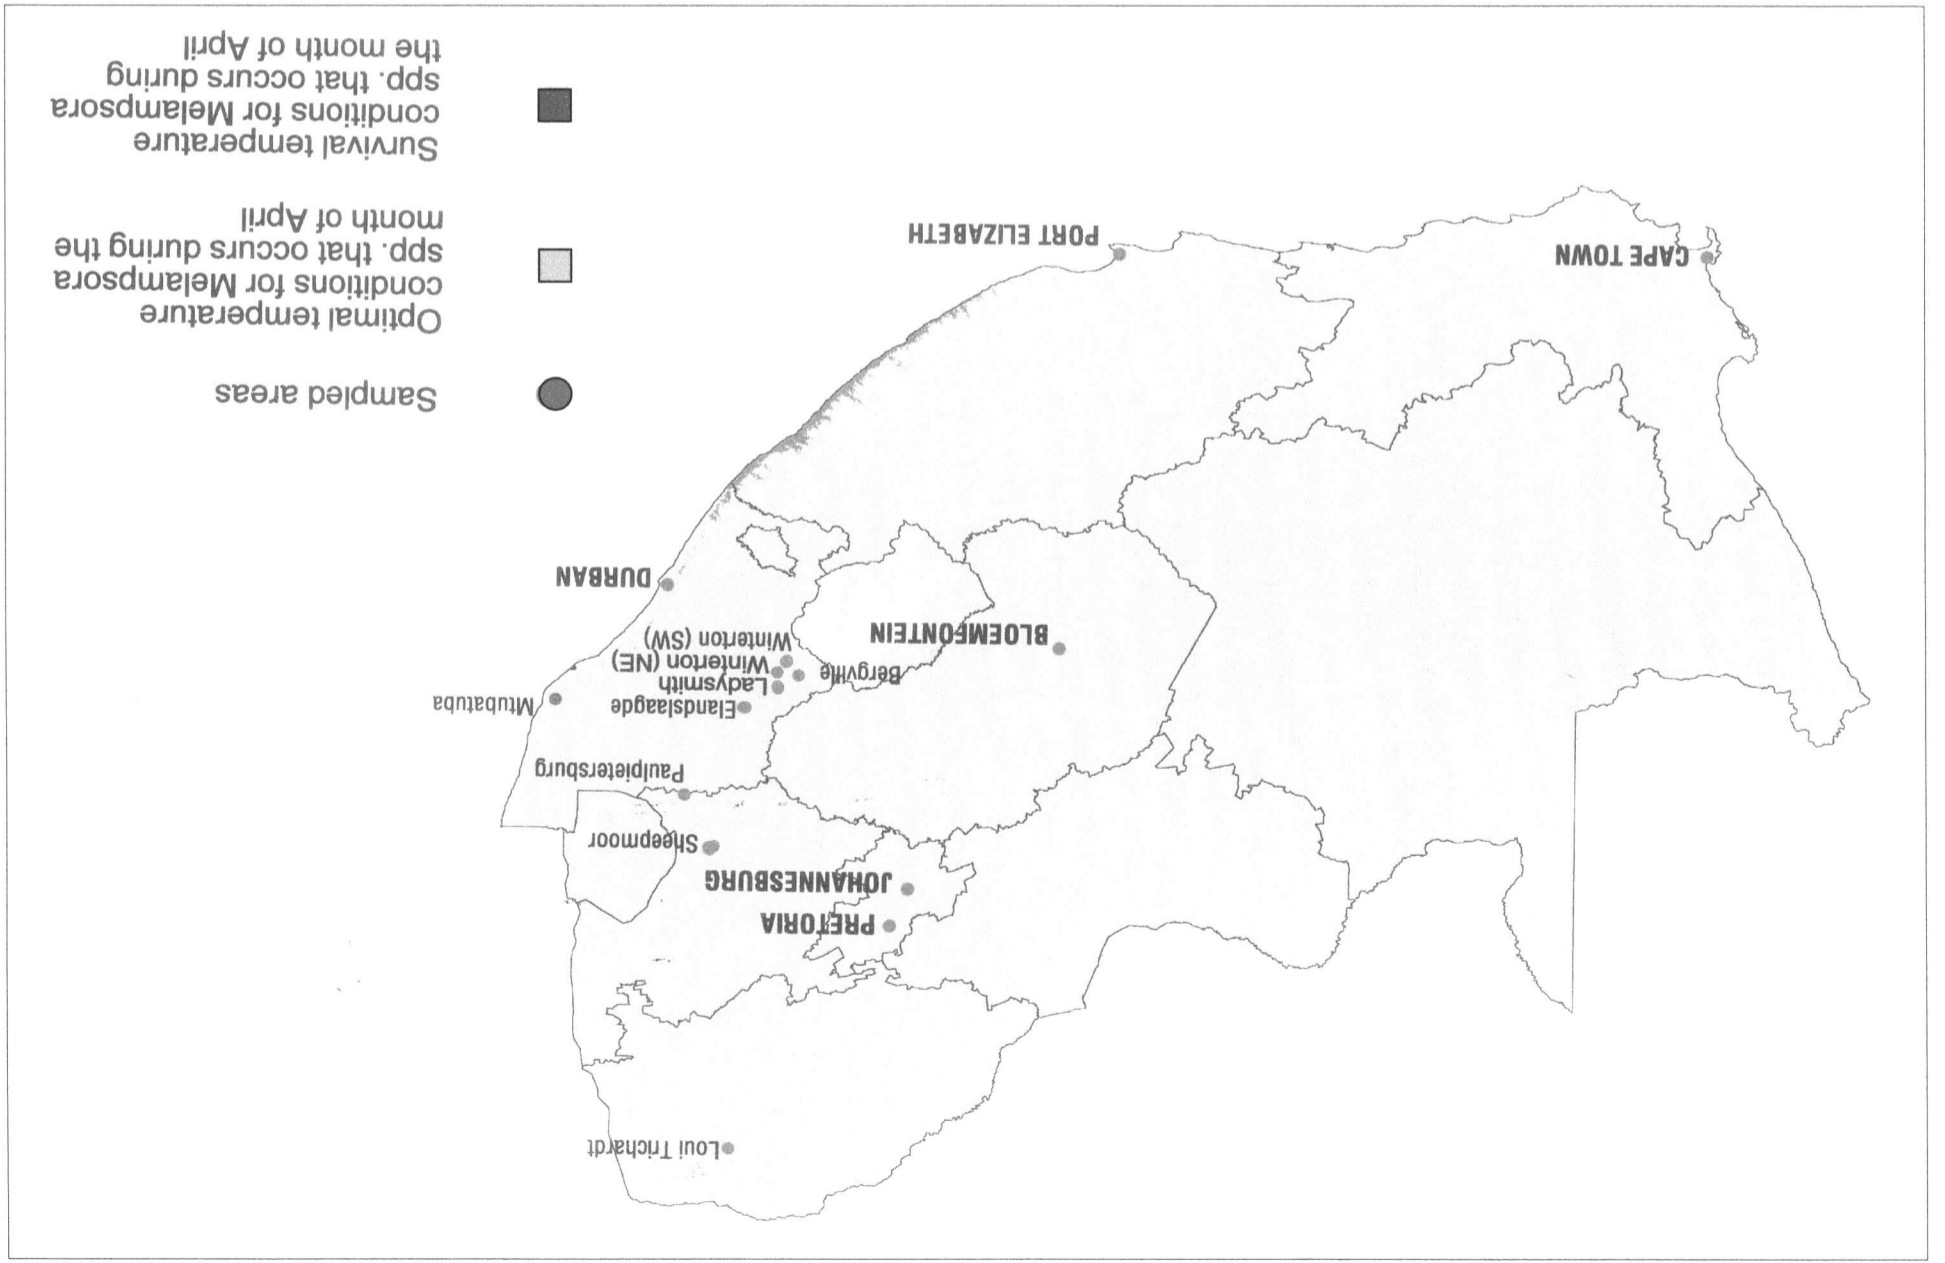 Loui Trichardt
PRETORIA
JOHANNESBURG
Sheepmoor
Paulpietersburg
Mtubatuba
Elandslaagde
Ladysmith
Bergville
Winterton (NE)
Winterton (SW)
BLOEMFONTEIN
DURBAN
CAPE TOWN
PORT ELIZABETH
Sampled areas
Optimal temperature
conditions for Melampsora
spp. that occurs during the
month of April
Survival temperature
conditions for Melampsora
spp. that occurs during
the month of April